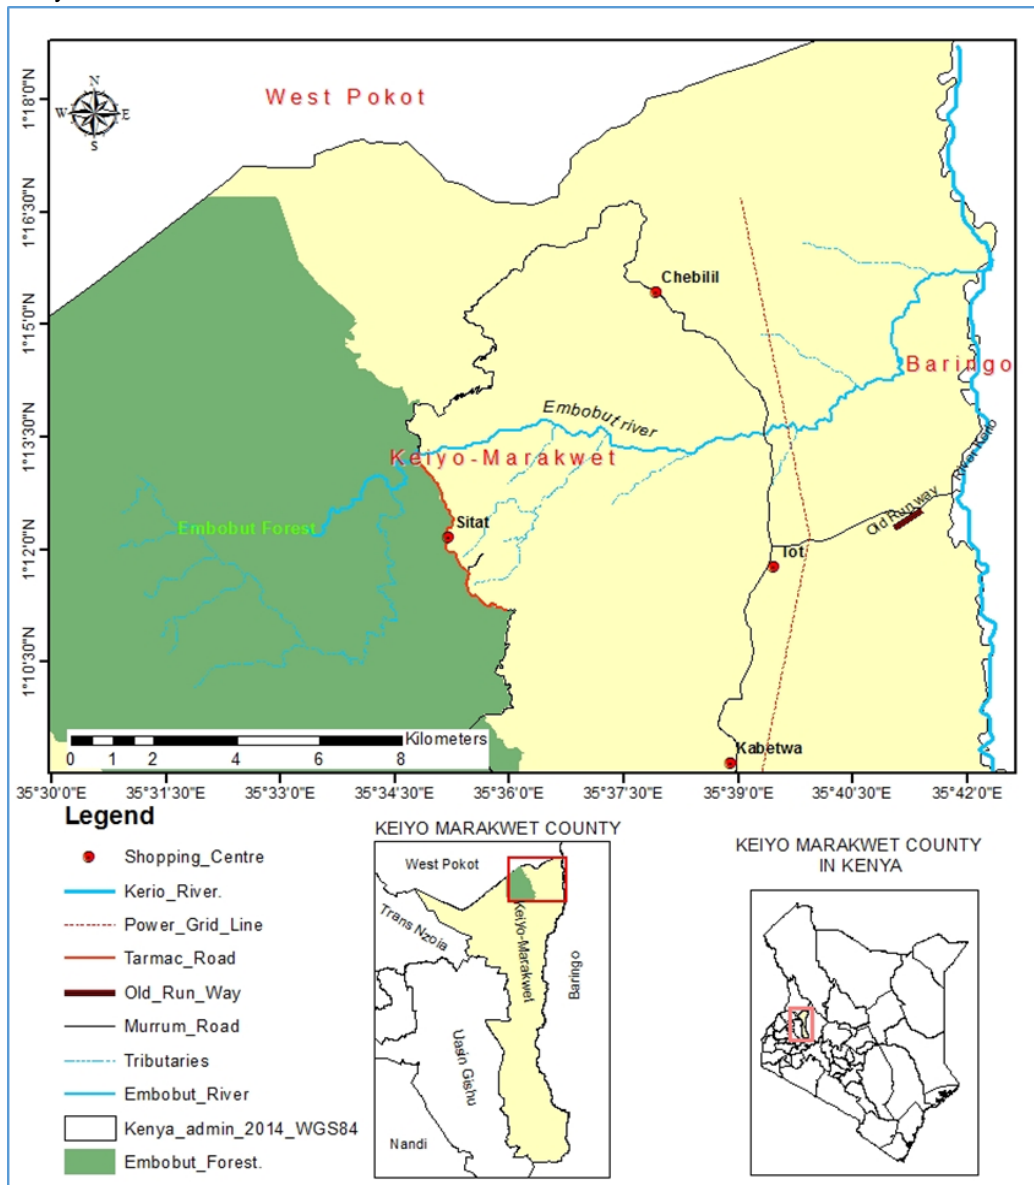 West Pokot
N
W E
S
1°18'0"N
1°16'30"N
1°15'0"N
1°13'30"N
1°12'0"N
1°10'30"N
Chebilil
Baringo
Embobut river
Keiyo-Marakwet
River Kerio
Old Run way
Sitat
Embobut Forest
Tot
Kabetwa
Kilometers
0 1 2 4 6 8
35°30'0"E 35°31'30"E 35°33'0"E 35°34'30"E 35°36'0"E 35°37'30"E 35°39'0"E 35°40'30"E 35°42'0"E
Legend
Shopping_Centre
Kerio_River.
Power_Grid_Line
Tarmac_Road
Old_Run_Way
Murrum_Road
Tributaries
Embobut_River
Kenya_admin_2014_WGS84
Embobut_Forest.
KEIYO MARAKWET COUNTY
West Pokot
Trans Nzoia
Keiyo-Marakwet
Baringo
Uasin Gishu
Nandi
KEIYO MARAKWET COUNTY
IN KENYA